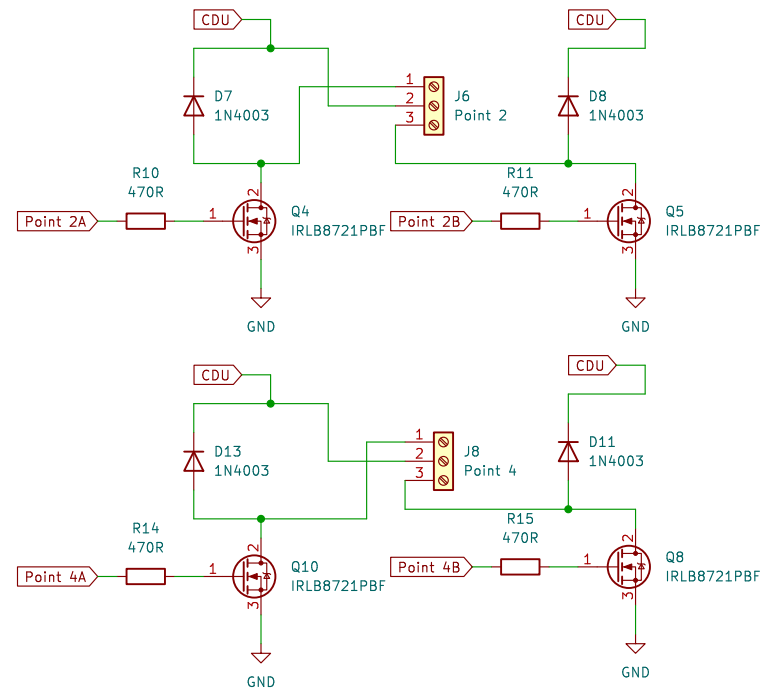 CDU
CDU
D7
1N4003
1
2
3
J6
Point 2
D8
1N4003
R10
470R
R11
470R
Point 2A
1
2
3
Q4
IRLB8721PBF
Point 2B
1
2
3
Q5
IRLB8721PBF
GND
GND
CDU
CDU
D13
1N4003
1
2
3
J8
Point 4
D11
1N4003
R14
470R
R15
470R
Point 4A
1
2
3
Q10
IRLB8721PBF
Point 4B
1
2
3
Q8
IRLB8721PBF
GND
GND